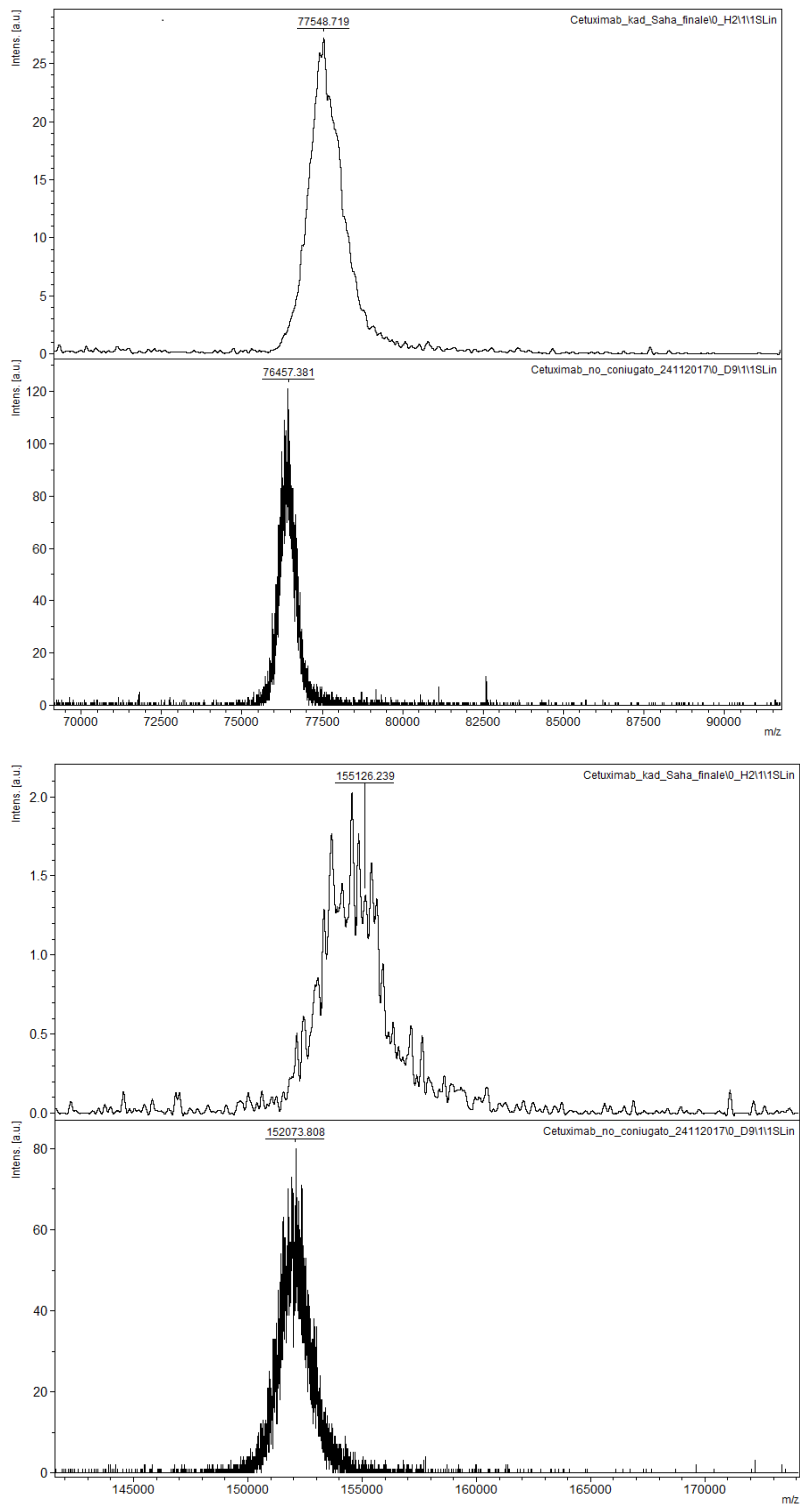 77548.719
Cetuximab_kad_Saha_finale\0_H2\1\1SLin
Intens. [a.u.]
25
20
15
10
5
0
76457.381
Cetuximab_no_coniugato_24112017\0_D9\1\1SLin
Intens. [a.u.]
120
100
80
60
40
20
0
70000 72500 75000 77500 80000 82500 85000 87500 90000
m/z
155126.239
Cetuximab_kad_Saha_finale\0_H2\1\1SLin
Intens. [a.u.]
2.0
1.5
1.0
0.5
0.0
152073.808
Cetuximab_no_coniugato_24112017\0_D9\1\1SLin
Intens. [a.u.]
80
60
40
20
0
145000 150000 155000 160000 165000 170000
m/z